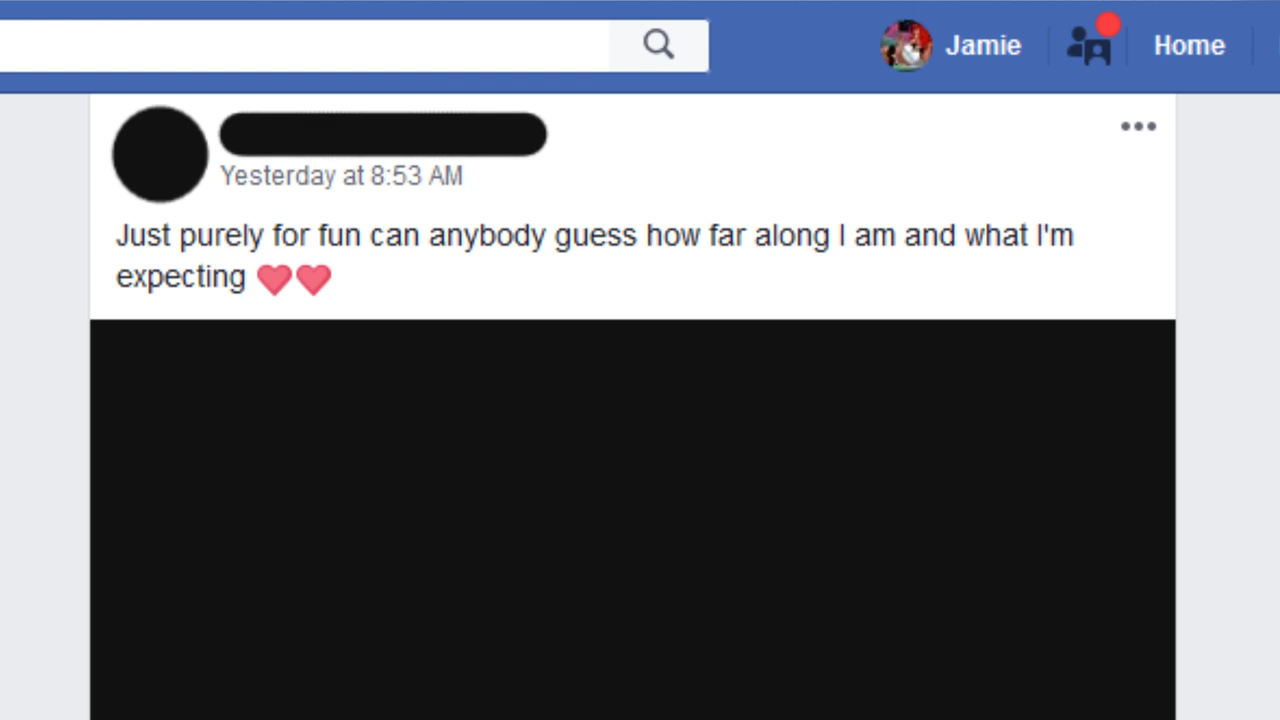 Jamie
Home
Yesterday at 8:53 AM
Just purely for fun can anybody guess how far along I am and what I'm
expecting ❤❤